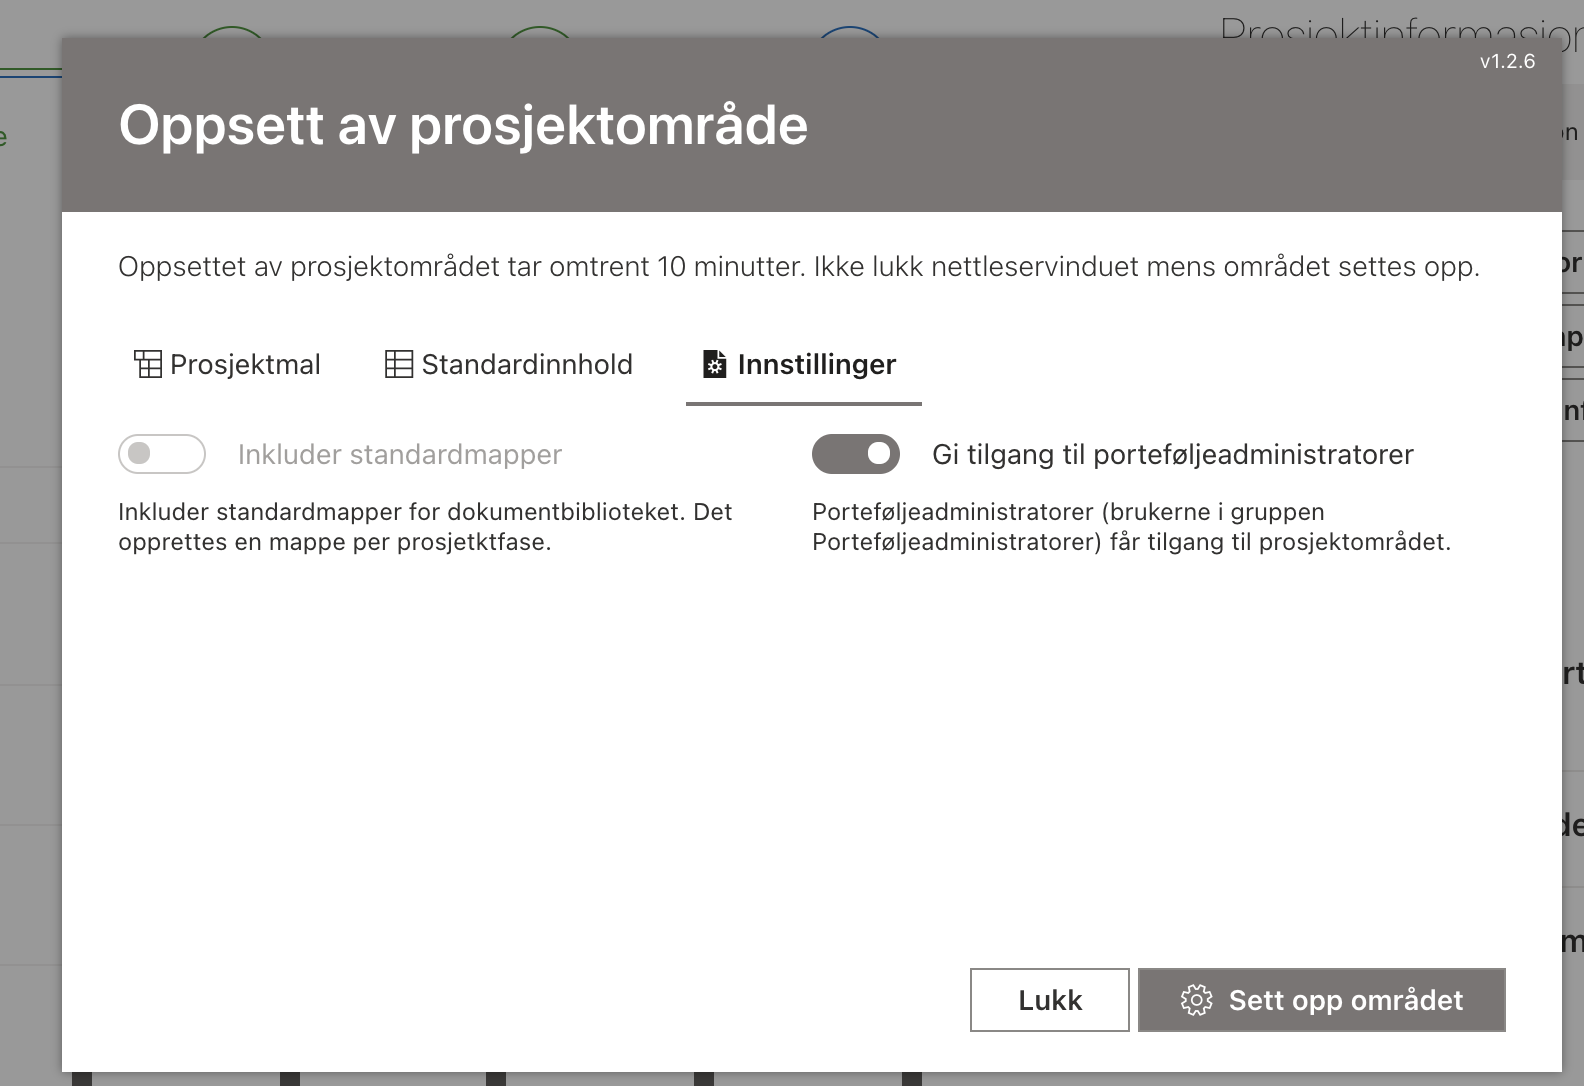 Prosjektinformasjon
v1.2.6
Oppsett av prosjektområde
Oppsettet av prosjektområdet tar omtrent 10 minutter. Ikke lukk nettleservinduet mens området settes opp.
Prosjektmal
Standardinnhold
Innstillinger
Inkluder standardmapper
Inkluder standardmapper for dokumentbiblioteket. Det
opprettes en mappe per prosjetktfase.
Gi tilgang til porteføljeadministratorer
Porteføljeadministratorer (brukerne i gruppen
Porteføljeadministratorer) får tilgang til prosjektområdet.
Lukk
Sett opp området